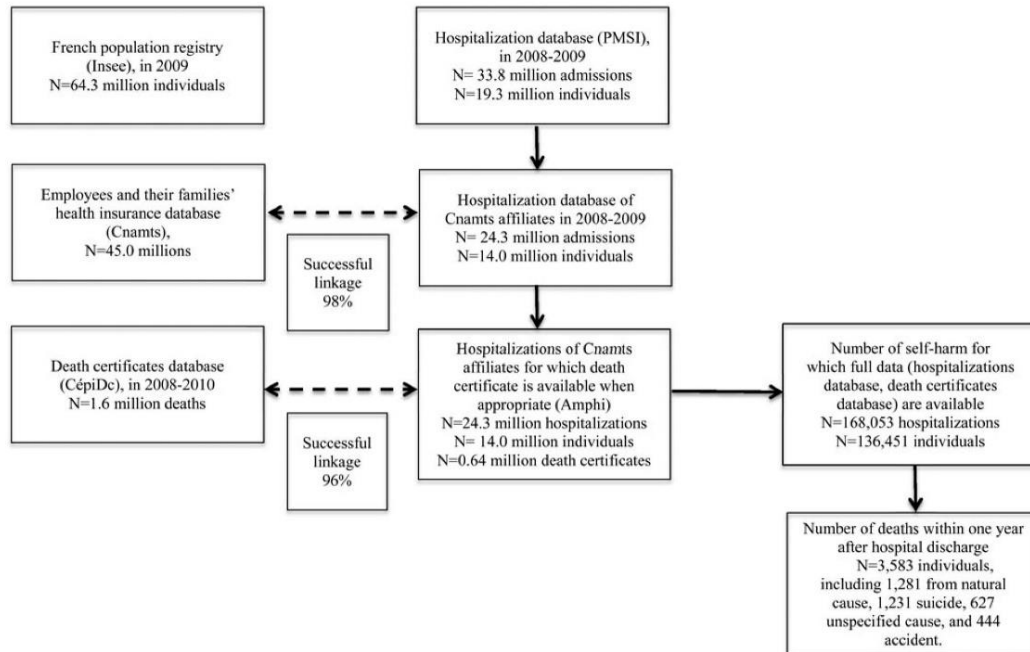 French population registry
(Insee), in 2009
N=64.3 million individuals
Hospitalization database (PMSI),
in 2008-2009
N= 33.8 million admissions
N=19.3 million individuals
Employees and their families'
health insurance database
(Cnamts),
N=45.0 millions
Hospitalization database of
Cnamts affiliates in 2008-2009
N= 24.3 million admissions
N=14.0 million individuals
Successful
linkage
98%
Death certificates database
(CépiDc), in 2008-2010
N=1.6 million deaths
Hospitalizations of Cnamts
affiliates for which death
certificate is available when
appropriate (Amphi)
N=24.3 million hospitalizations
N= 14.0 million individuals
N=0.64 million death certificates
Number of self-harm for
which full data (hospitalizations
database, death certificates
database) are available
N=168,053 hospitalizations
N=136,451 individuals
Successful
linkage
96%
Number of deaths within one year
after hospital discharge
N=3,583 individuals,
including 1,281 from natural
cause, 1,231 suicide, 627
unspecified cause, and 444
accident.